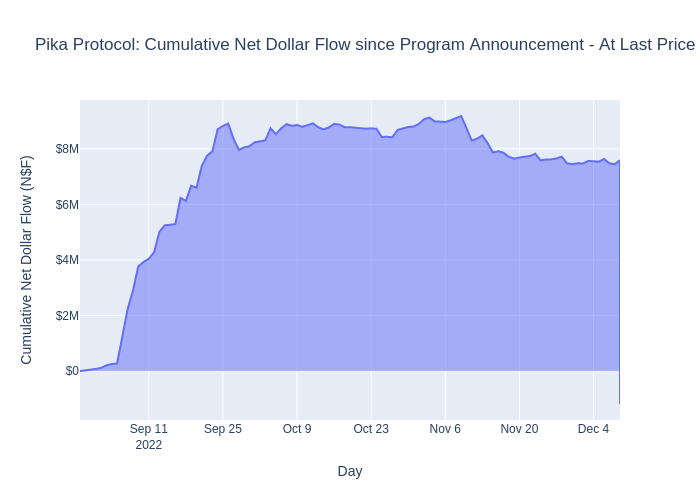 Pika Protocol: Cumulative Net Dollar Flow since Program Announcement - At Last Price
Cumulative Net Dollar Flow (N$F)
$8M
$6M
$4M
$2M
$0
Sep 11
2022
Sep 25
Oct 9
Oct 23
Nov 6
Nov 20
Dec 4
Day